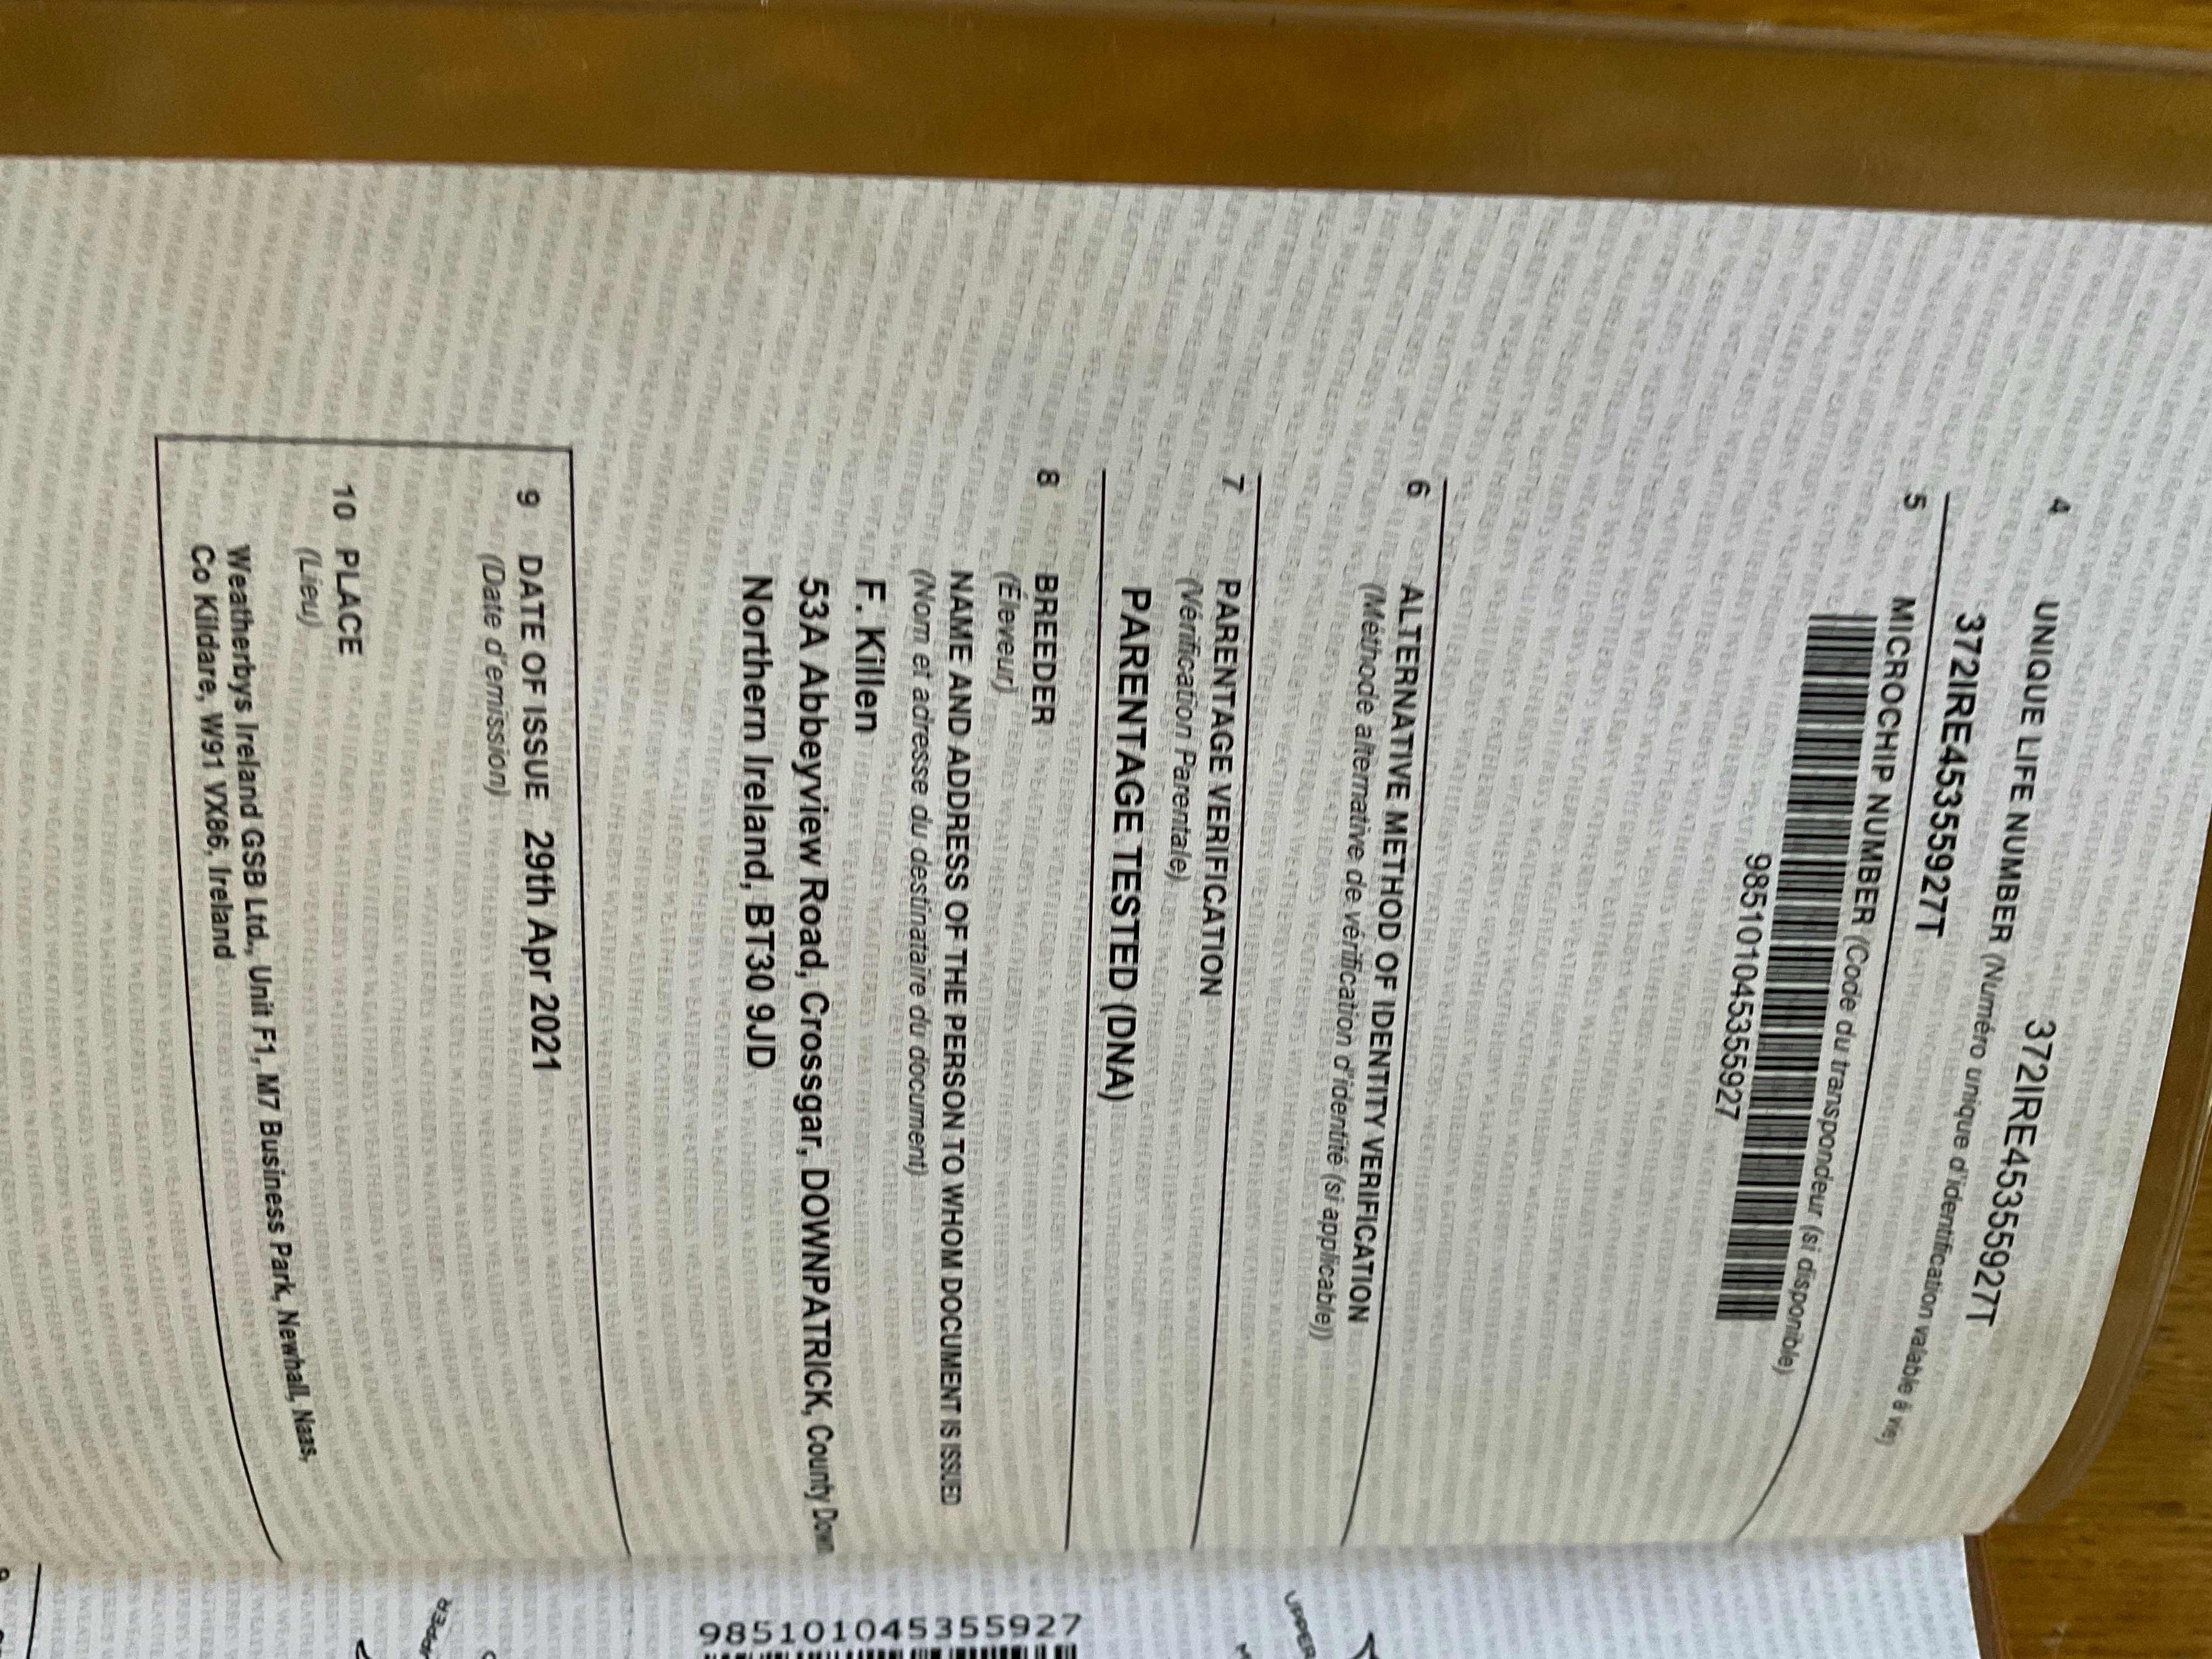 4 UNIQUE LIFE NUMBER (Numéro unique d'identification valable à vie)
372IRE45355927T
372IRE45355927T
5 MICROCHIP NUMBER (Code du transpondeur (si disponible)
985101045355927
6 ALTERNATIVE METHOD OF IDENTITY VERIFICATION
(Méthode alternative de vérification d'identité (si applicable))
7 PARENTAGE VERIFICATION
(Vérification Parentale)
PARENTAGE TESTED (DNA)
8 BREEDER
(Éleveur)
NAME AND ADDRESS OF THE PERSON TO WHOM DOCUMENT IS ISSUED
(Nom et adresse du destinataire du document)
F. Killen
53A Abbeyview Road, Crossgar, DOWNPATRICK, County Down
Northern Ireland, BT30 9JD
9 DATE OF ISSUE 29th Apr 2021
(Date d'emission)
10 PLACE
(Lieu)
Weatherbys Ireland GSB Ltd., Unit F1, M7 Business Park, Newhall, Naas,
Co Kildare, W91 VX86, Ireland
985101045355927
UPPER